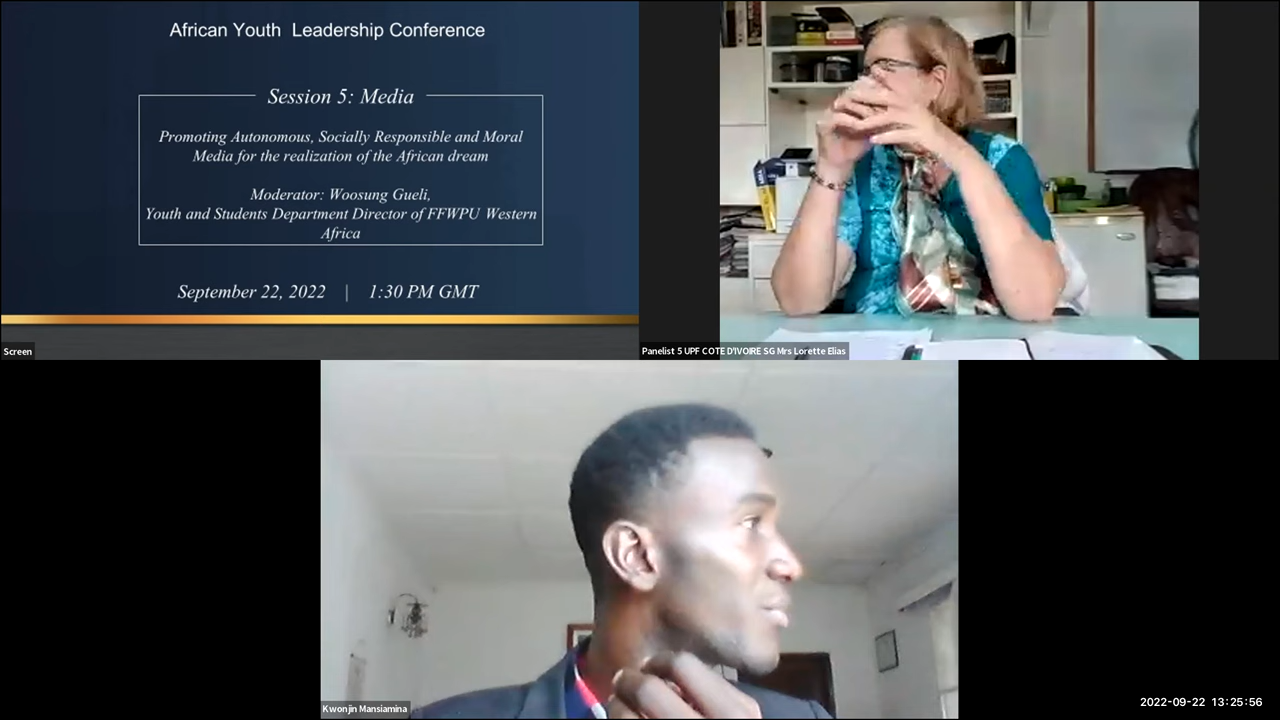 African Youth Leadership Conference
Session 5: Media
Promoting Autonomous, Socially Responsible and Moral
Media for the realization of the African dream
Moderator: Woosung Gueli,
Youth and Students Department Director of FFWPU Western
Africa
September 22, 2022 | 1:30 PM GMT
Screen
Panelist 5 UPF COTE D'IVOIRE SG Mrs Lorette Elias
Kwonjin Mansiamina
2022-09-22 13:25:56